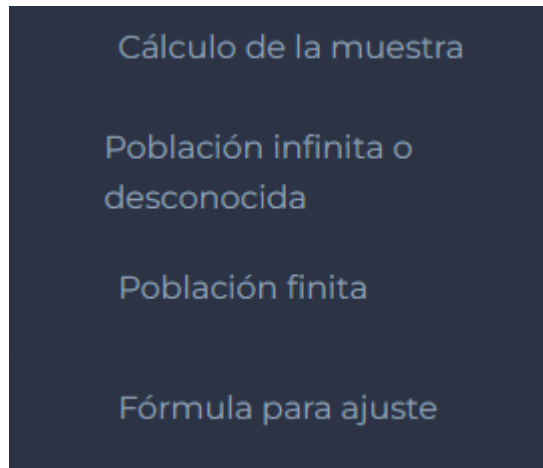 Cálculo de la muestra
Población infinita o
desconocida
Población finita
Fórmula para ajuste